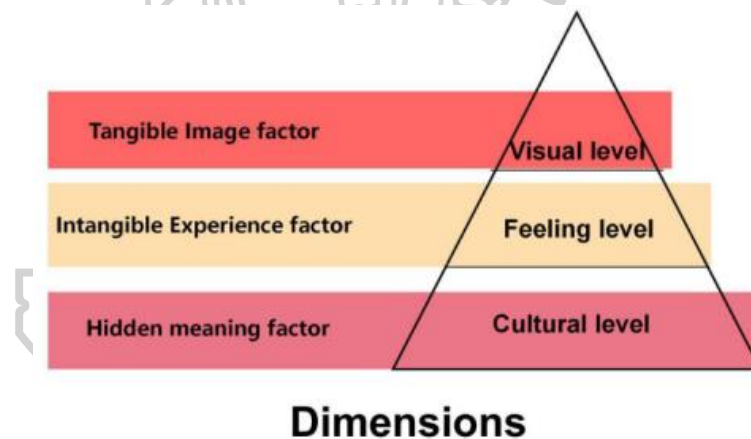 Tangible Image factor
Visual level
Intangible Experience factor
Feeling level
Hidden meaning factor
Cultural level
Dimensions